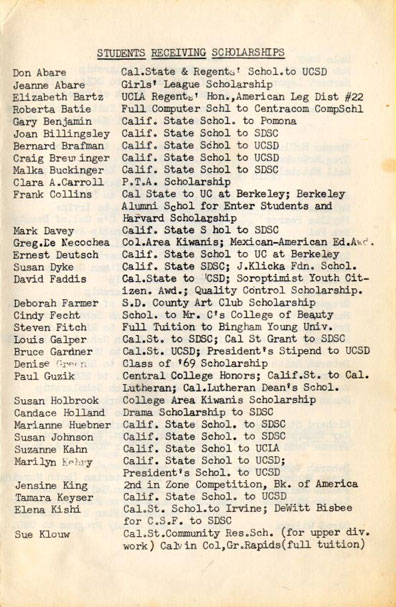 STUDENTS RECEIVING SCHOLARSHIPS
Don Abare Cal.State & Regents' Schol.to UCSD
Jeanne Abare Girls' League Scholarship
Elizabeth Bartz UCLA Regents' Hon.,American Leg Dist #22
Roberta Batie Full Computer Schl to Centracom CompSchl
Gary Benjamin Calif. State Schol. to Pomona
Joan Billingsley Calif. State Schol to SDSC
Bernard Brafman Calif. State Schol to UCSD
Craig Brew inger Calif. State Schol to UCSD
Malka Buckinger Calif. State Schol to SDSC
Clara A.Carroll P.T.A. Scholarship
Frank Collins Cal State to UC at Berkeley; Berkeley
Alumni Schol for Enter Students and
Harvard Scholarship
Mark Davey Calif. State S hol to SDSC
Greg.De Necochea Col.Area Kiwanis; Mexican-American Ed.Awd.
Ernest Deutsch Calif. State Schol to UC at Berkeley
Susan Dyke Calif. State SDSC; J.Klicka Fdn. Schol.
David Faddis Cal.State to CSD; Soroptimist Youth Cit-
izen. Awd.; Quality Control Scholarship.
Deborah Farmer S.D. County Art Club Scholarship
Cindy Fecht Schol. to Mr. C's College of Beauty
Steven Fitch Full Tuition to Bingham Young Univ.
Louis Galper Cal.St. to SDSC; Cal St Grant to SDSC
Bruce Gardner Cal.St. UCSD; President's Stipend to UCSD
Denise Class of '69 Scholarship
Paul Guzik Central College Honors; Calif.St. to Cal.
Lutheran; Cal.Lutheran Dean's Schol.
Susan Holbrook College Area Kiwanis Scholarship
Candace Holland Drama Scholarship to SDSC
Marianne Huebner Calif. State Schol. to SDSC
Susan Johnson Calif. State Schol. to SDSC
Suzanne Kahn Calif. State Schol to UCLA
Marilyn Calif. State Schol to UCSD;
President's Schol. to UCSD
Jensine King 2nd in Zone Competition, Bk. of America
Tamara Keyser Calif. State Schol. to UCSD
Elena Kishi Cal.St. Schol.to Irvine; DeWitt Bisbee
for C.S.F. to SDSC
Sue Klouw Cal.St.Community Res.Sch. (for upper div.
work) Calvin Col,Gr.Rapids(full tuition)